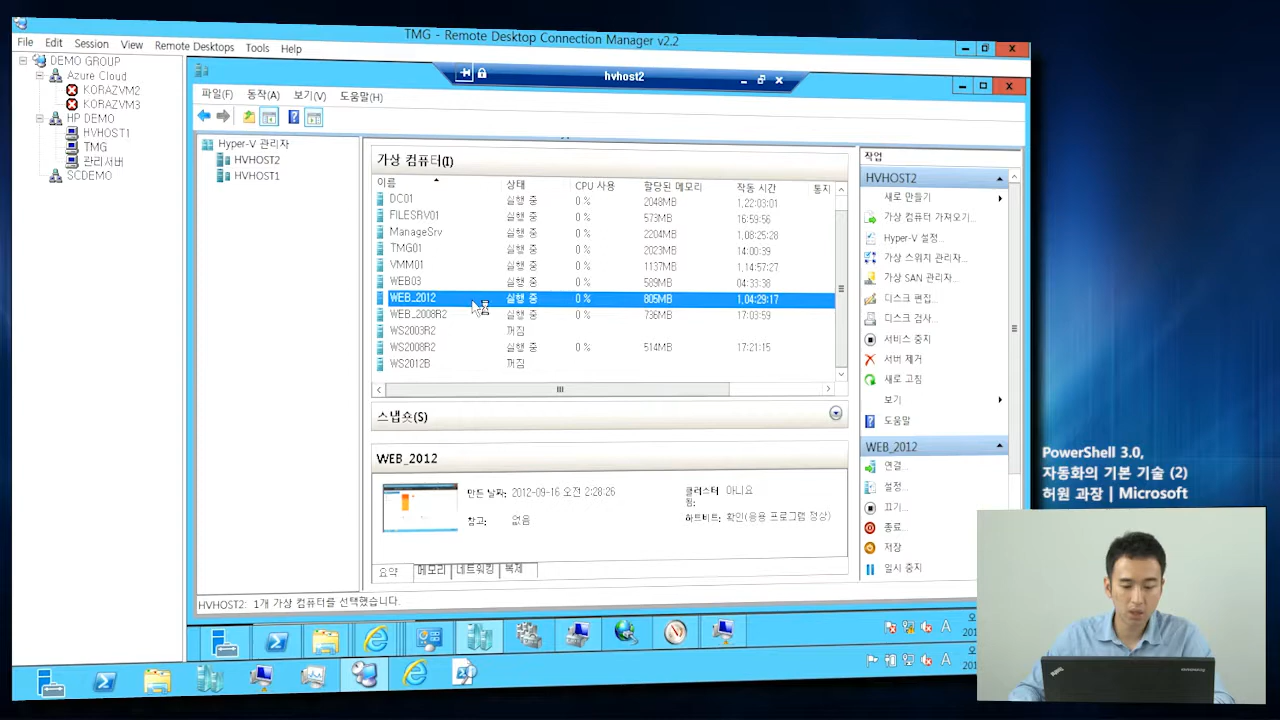 TMG - Remote Desktop Connection Manager v2.2
File Edit Session View Remote Desktops Tools Help
DEMO GROUP
Azure Cloud
KORAZVM2
KORAZVM3
HP DEMO
HVHOST1
TMG
관리서버
SCDEMO
hvhost2
파일(F) 동작(A) 보기(V) 도움말(H)
Hyper-V 관리자
HVHOST2
HVHOST1
가상 컴퓨터(I)
이름 상태 CPU 사용 할당된 메모리 작동 시간 통지
DC01 실행 중 0 % 2048MB 1,22:03:01
FILESRV01 실행 중 0 % 573MB 16:59:56
ManageSrv 실행 중 0 % 2204MB 1,08:25:28
TMG01 실행 중 0 % 2023MB 14:00:39
VMM01 실행 중 0 % 1137MB 1,14:57:27
WEB03 실행 중 0 % 589MB 04:33:38
WEB_2012 실행 중 0 % 805MB 1,04:29:17
WEB_2008R2 실행 중 0 % 736MB 17:03:59
WS2003R2 꺼짐
WS2008R2 실행 중 0 % 514MB 17:21:15
WS2012B 꺼짐
스냅숏(S)
WEB_2012
만든 날짜: 2012-09-16 오전 2:28:26
참고: 없음
클러스터됨: 아니요
하트비트: 확인(응용 프로그램 정상)
요약 메모리 네트워킹 복제
HVHOST2: 1개 가상 컴퓨터를 선택했습니다.
작업
HVHOST2
새로 만들기
가상 컴퓨터 가져오기...
Hyper-V 설정...
가상 스위치 관리자...
가상 SAN 관리자...
디스크 편집...
디스크 검사...
서비스 중지
서버 제거
새로 고침
보기
도움말
WEB_2012
연결...
설정...
끄기...
종료...
저장
일시 중지
A
A
PowerShell 3.0,
자동화의 기본 기술 (2)
허원 과장 | Microsoft